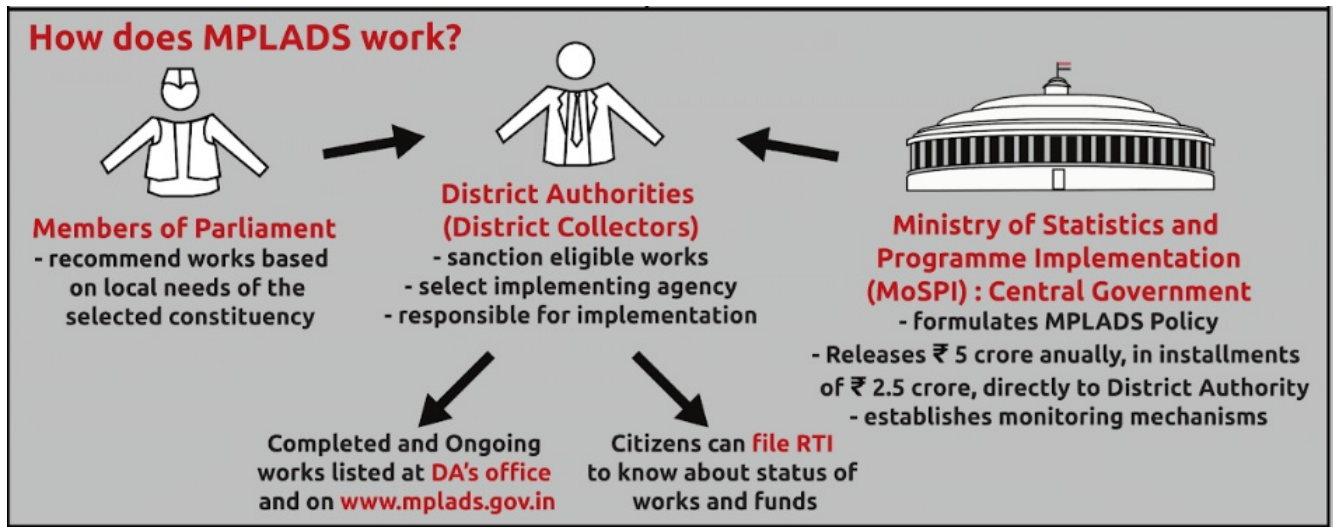 How does MPLADS work?
Members of Parliament
- recommend works based
on local needs of the
selected constituency
District Authorities
(District Collectors)
- sanction eligible works
- select implementing agency
- responsible for implementation
Ministry of Statistics and
Programme Implementation
(MoSPI) : Central Government
- formulates MPLADS Policy
- Releases ₹ 5 crore anually, in installments
of ₹ 2.5 crore, directly to District Authority
- establishes monitoring mechanisms
Completed and Ongoing
works listed at DA's office
and on www.mplads.gov.in
Citizens can file RTI
to know about status of
works and funds